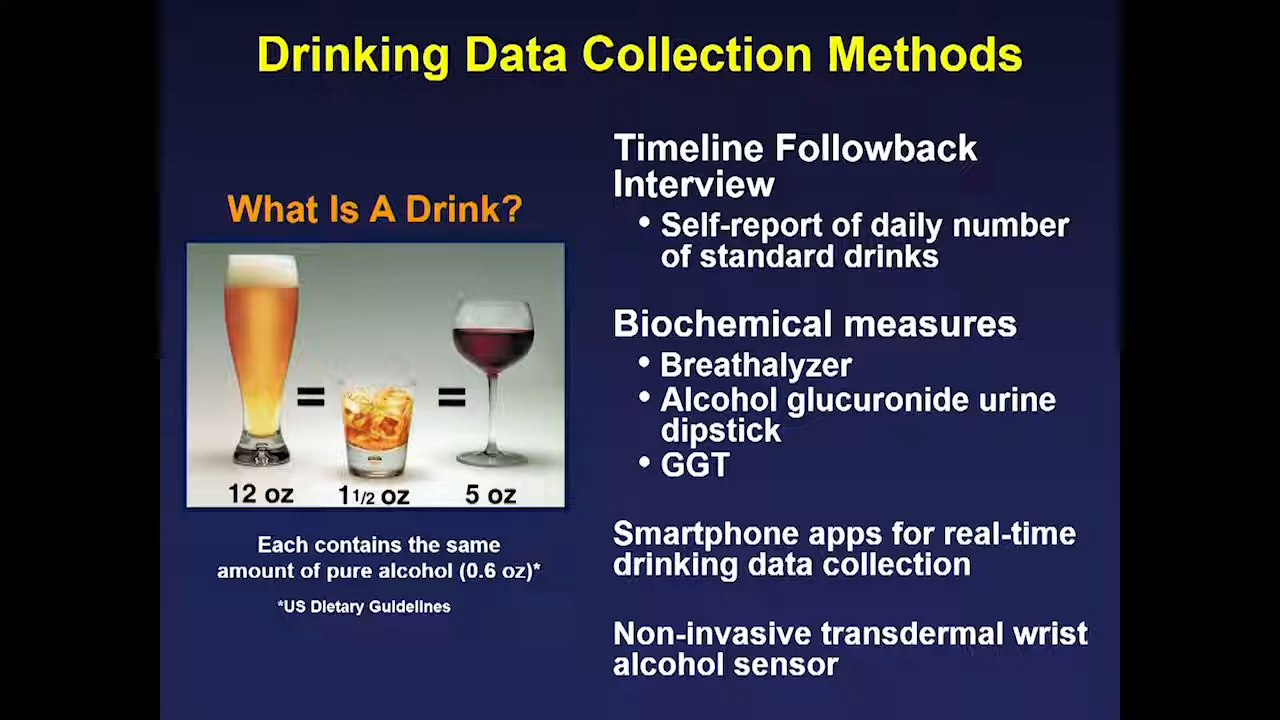 Drinking Data Collection Methods
What Is A Drink?
= =
12 oz 1 1/2 oz 5 oz
Each contains the same
amount of pure alcohol (0.6 oz)*
*US Dietary Guidelines
Timeline Followback
Interview
• Self-report of daily number
of standard drinks
Biochemical measures
• Breathalyzer
• Alcohol glucuronide urine
dipstick
• GGT
Smartphone apps for real-time
drinking data collection
Non-invasive transdermal wrist
alcohol sensor